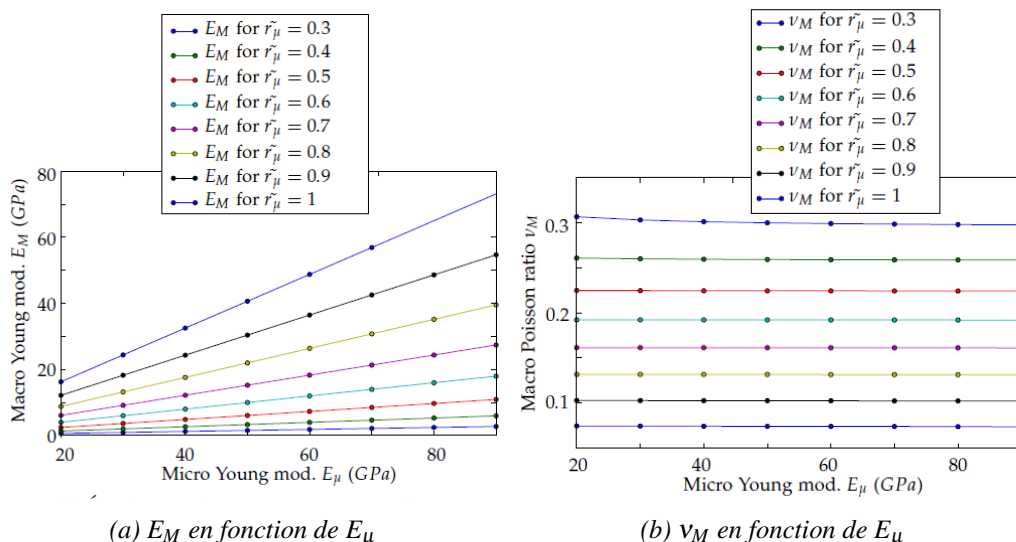 E_M for r̃_μ = 0.3
E_M for r̃_μ = 0.4
E_M for r̃_μ = 0.5
E_M for r̃_μ = 0.6
E_M for r̃_μ = 0.7
E_M for r̃_μ = 0.8
E_M for r̃_μ = 0.9
E_M for r̃_μ = 1
80
60
40
20
0
Macro Young mod. E_M (GPa)
20 40 60 80
Micro Young mod. E_μ (GPa)
(a) E_M en fonction de E_μ
ν_M for r̃_μ = 0.3
ν_M for r̃_μ = 0.4
ν_M for r̃_μ = 0.5
ν_M for r̃_μ = 0.6
ν_M for r̃_μ = 0.7
ν_M for r̃_μ = 0.8
ν_M for r̃_μ = 0.9
ν_M for r̃_μ = 1
0.3
0.2
0.1
Macro Poisson ratio ν_M
20 40 60 80
Micro Young mod. E_μ (GPa)
(b) ν_M en fonction de E_μ